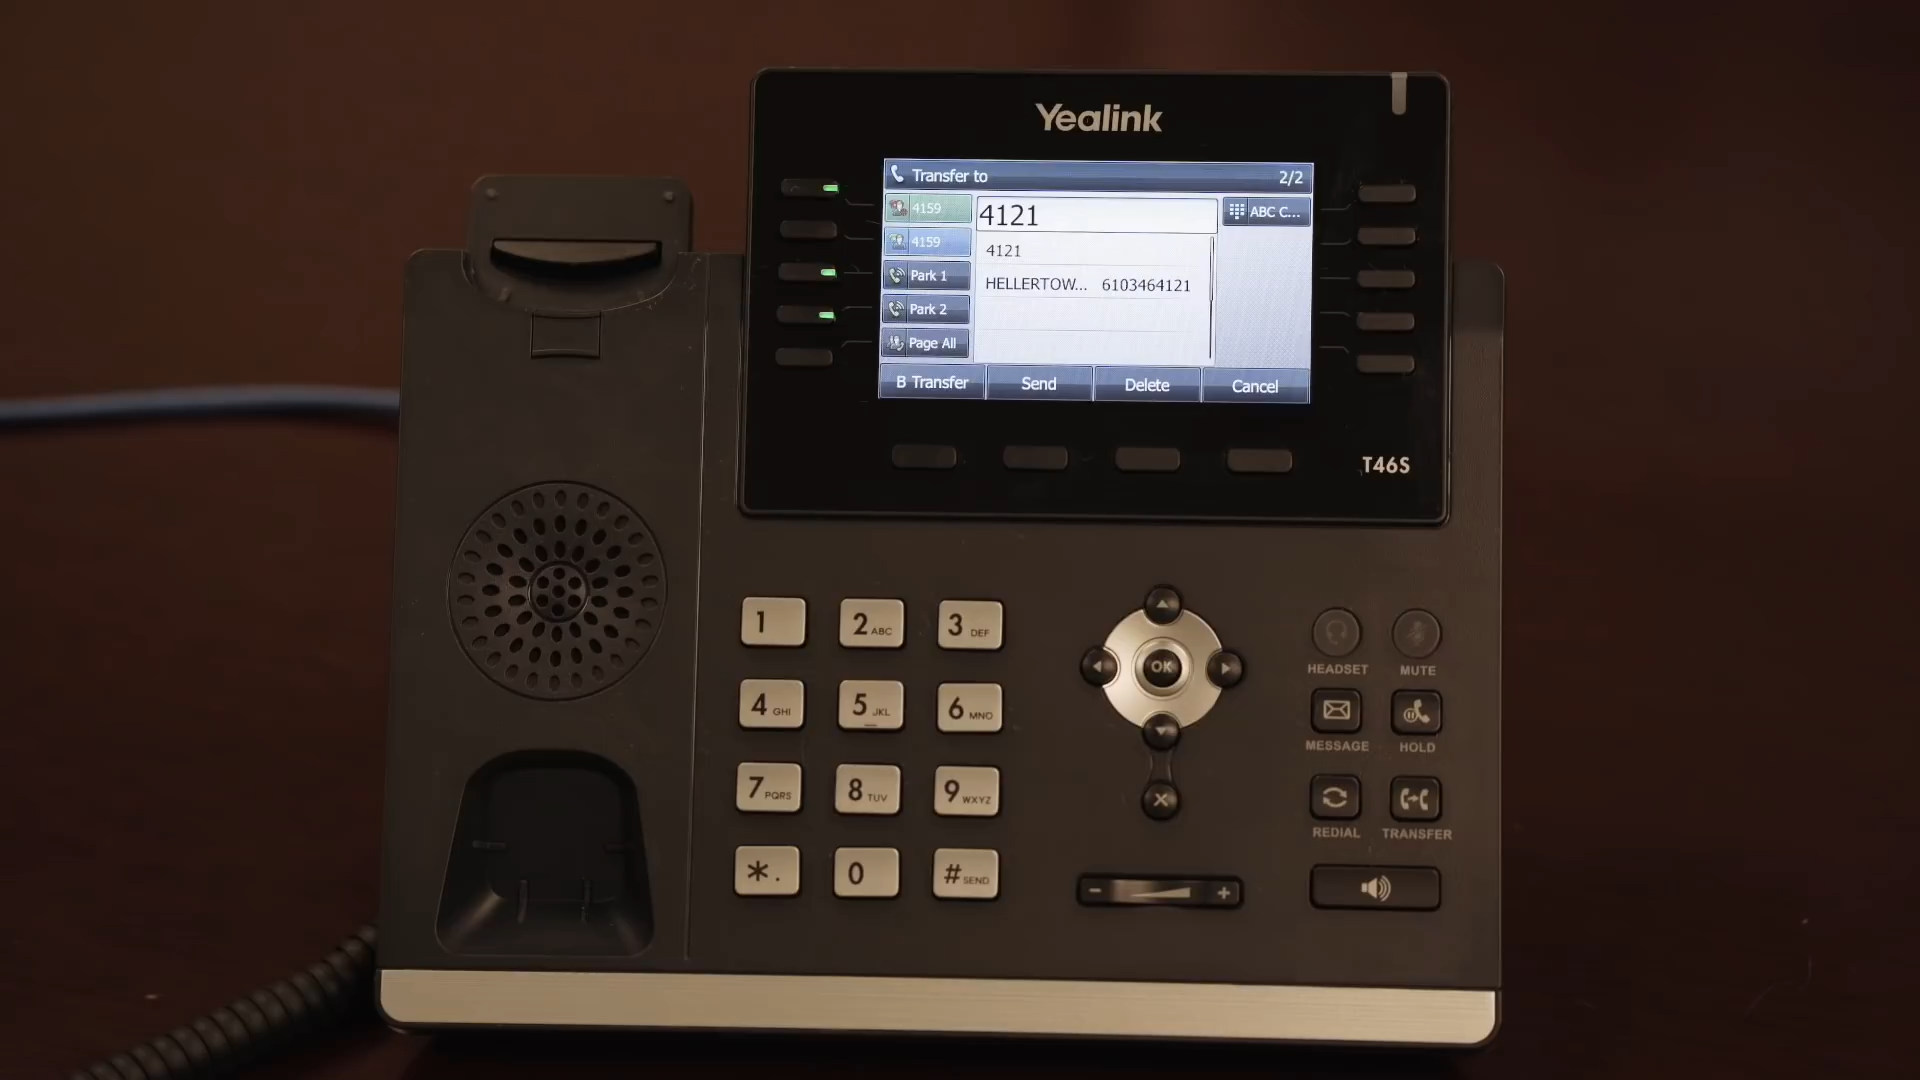 Yealink
Transfer to 2/2
4159
4121
ABC C...
4159
4121
Park 1
HELLERTOW... 6103464121
Park 2
Page All
B Transfer Send Delete Cancel
T46S
1 2 ABC 3 DEF
4 GHI 5 JKL 6 MNO
7 PQRS 8 TUV 9 WXYZ
*. 0 # SEND
OK
X
HEADSET MUTE
MESSAGE HOLD
REDIAL TRANSFER
- +